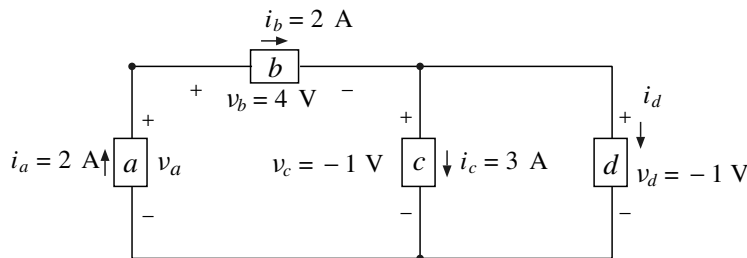 i_b = 2 A
b
+ −
v_b = 4 V
i_d
+ + +
i_a = 2 A a v_a
v_c = −1 V c i_c = 3 A
d v_d = −1 V
− − −